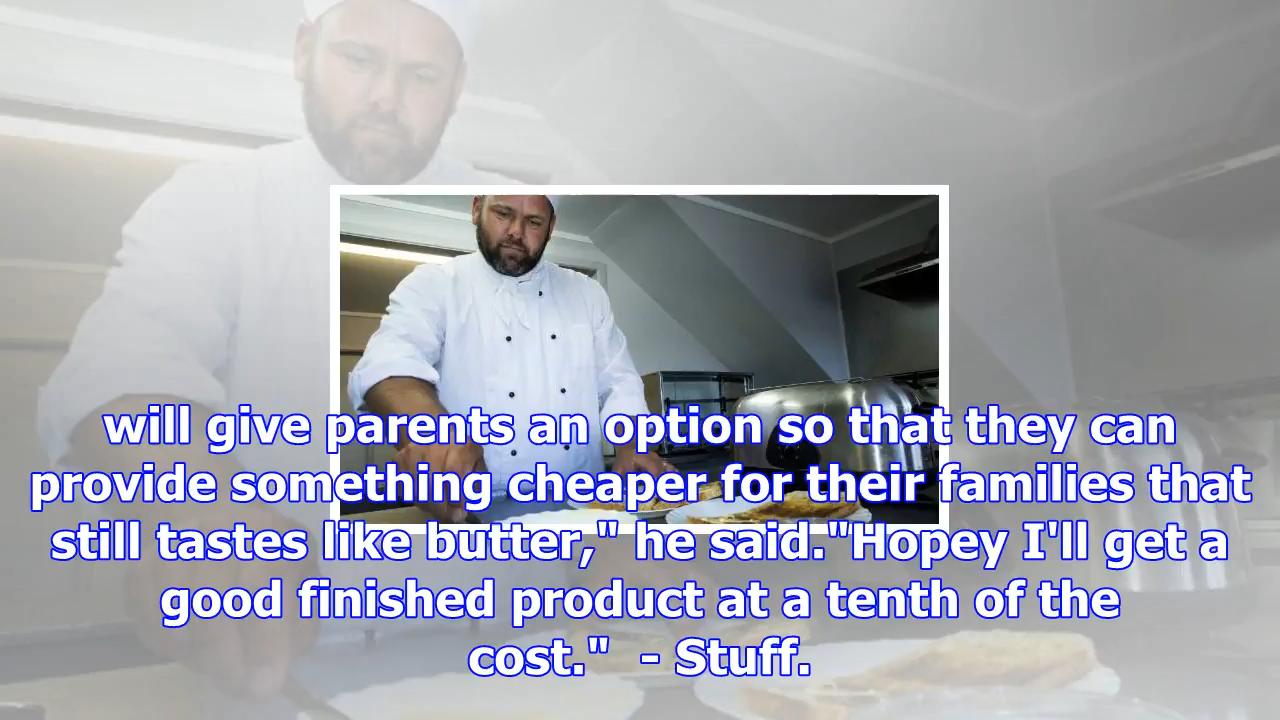 will give parents an option so that they can
provide something cheaper for their families that
still tastes like butter," he said."Hopey I'll get a
good finished product at a tenth of the
cost."  - Stuff.